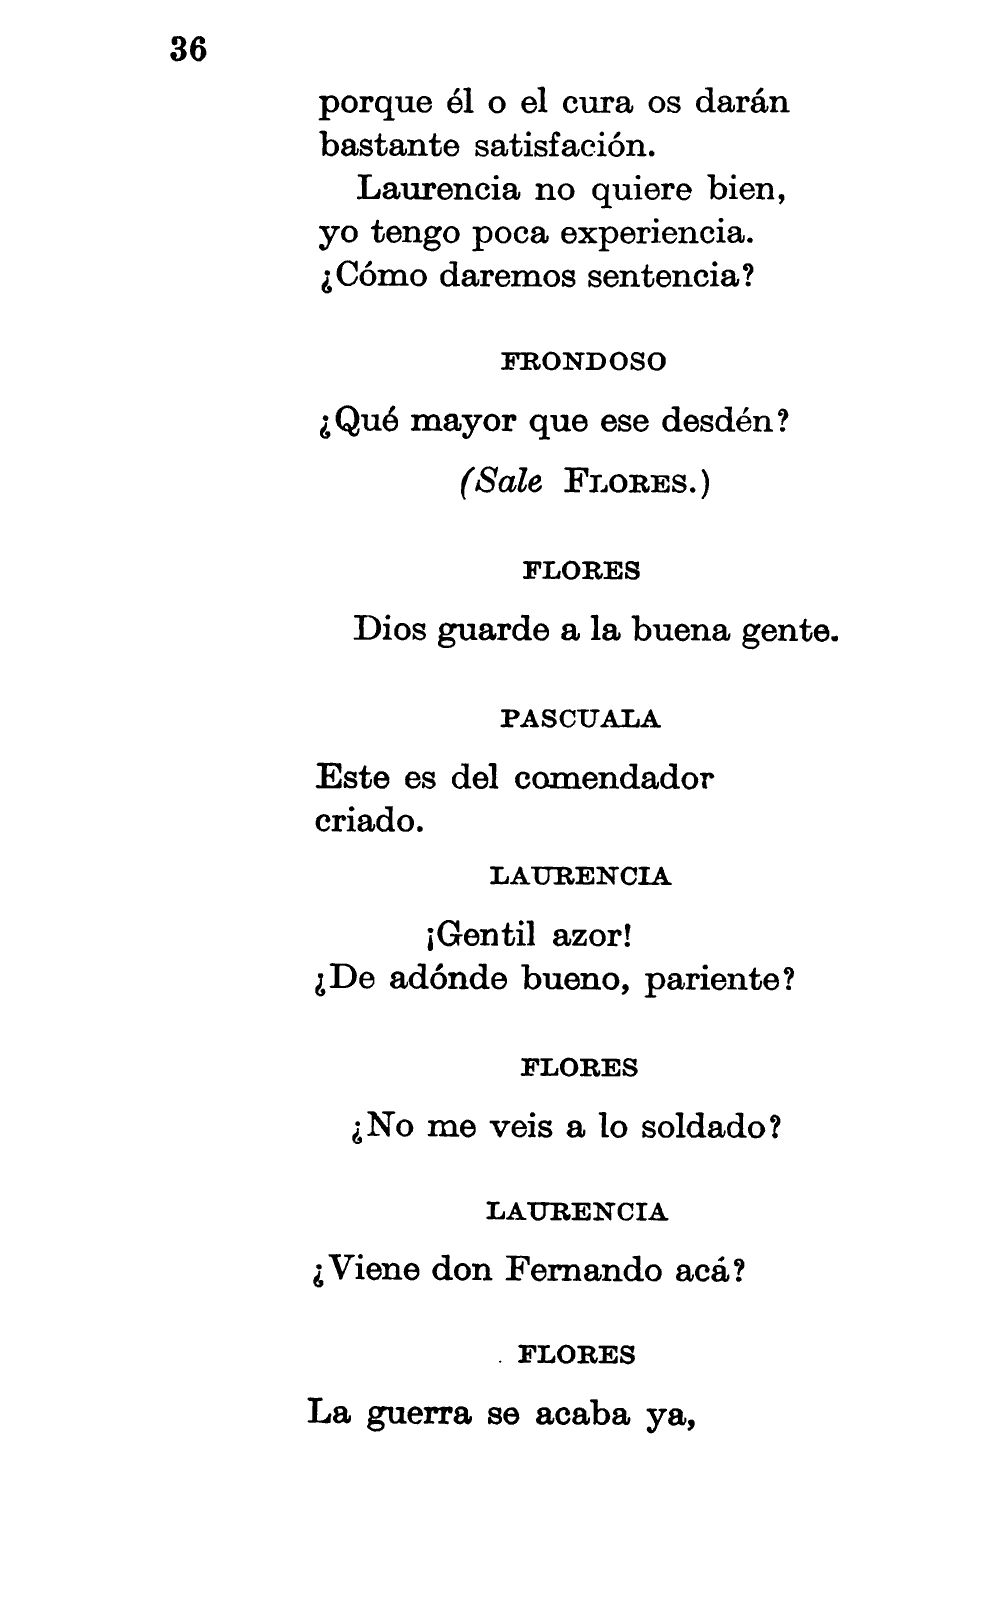 36
porque él o el cura os darán
bastante satisfación.
Laurencia no quiere bien,
yo tengo poca experiencia.
¿Cómo daremos sentencia?
FRONDOSO
¿Qué mayor que ese desdén?
(Sale FLORES.)
FLORES
Dios guarde a la buena gente.
PASCUALA
Este es del comendador
criado.
LAURENCIA
¡Gentil azor!
¿De adónde bueno, pariente?
FLORES
¿No me veis a lo soldado?
LAURENCIA
¿Viene don Fernando acá?
FLORES
La guerra se acaba ya,